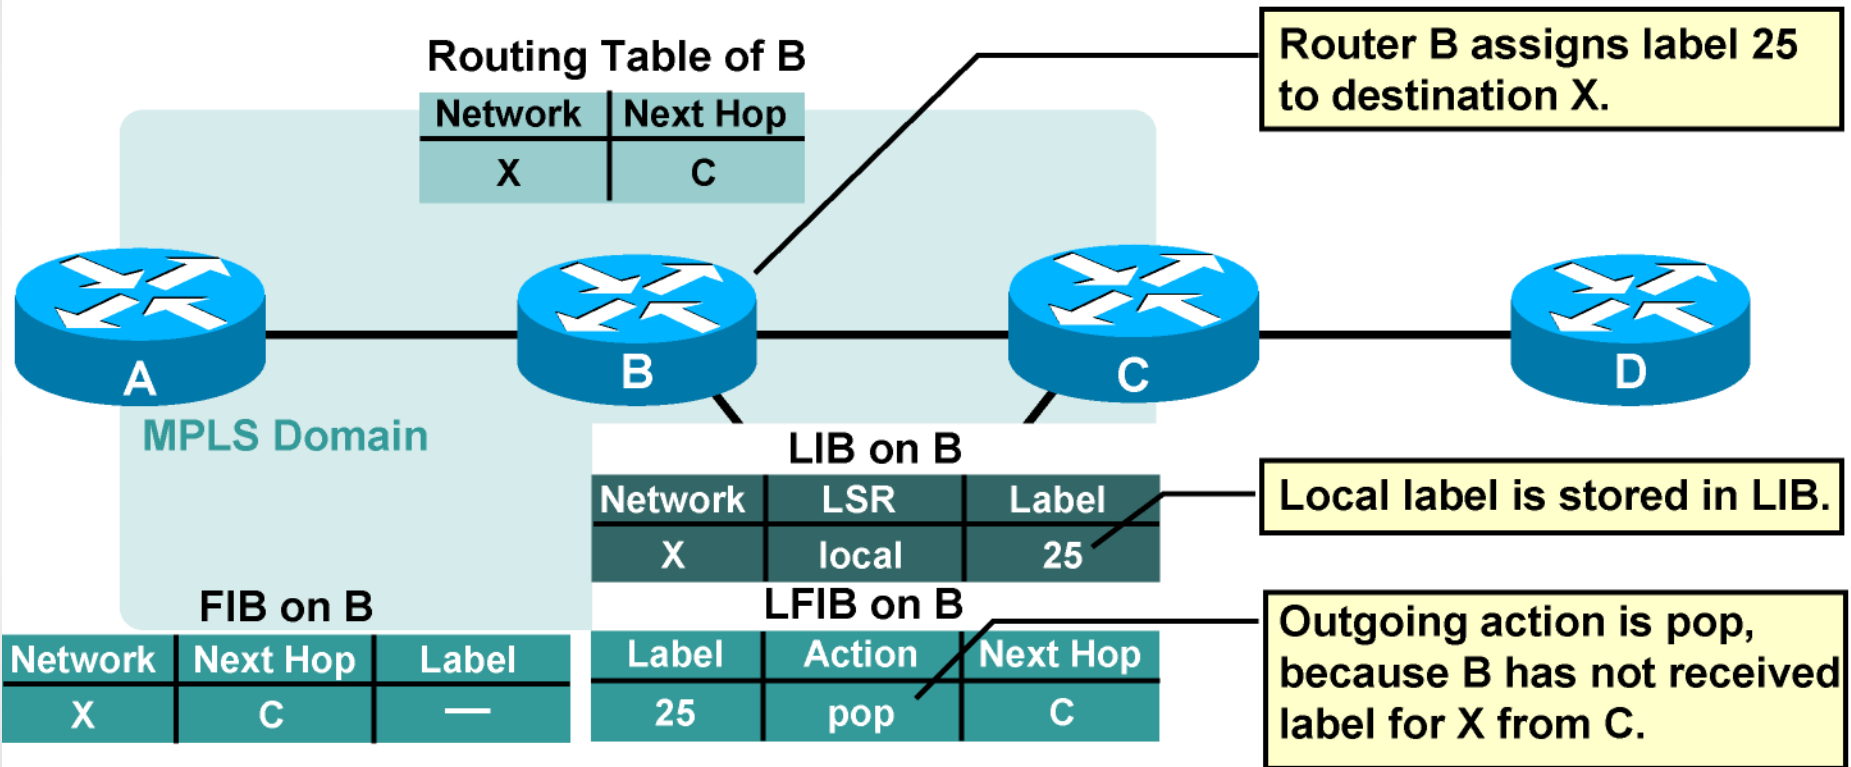 Routing Table of B
Network Next Hop
X C
Router B assigns label 25
to destination X.
A
B
C
D
MPLS Domain
LIB on B
Network LSR Label
X local 25
Local label is stored in LIB.
FIB on B
Network Next Hop Label
X C —
LFIB on B
Label Action Next Hop
25 pop C
Outgoing action is pop,
because B has not received
label for X from C.